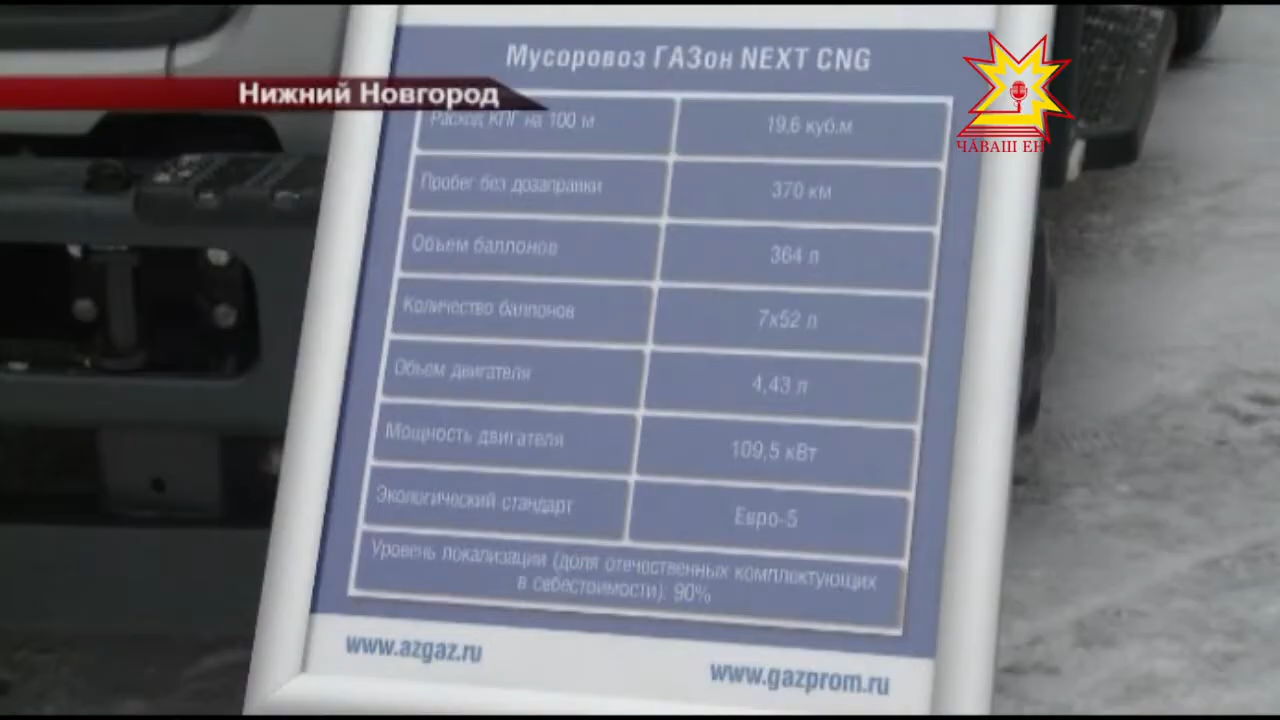 Мусоровоз ГАЗон NEXT CNG
Нижний Новгород
ЧӐВАШ ЕН
Расход КПГ на 100 м 19,6 куб.м
Пробег без дозаправки 370 км
Объем баллонов 364 л
Количество баллонов 7х52 л
Объем двигателя 4,43 л
Мощность двигателя 109,5 кВт
Экологический стандарт Евро-5
Уровень локализации (доля отечественных комплектующих
в себестоимости): 90%
www.azgaz.ru
www.gazprom.ru